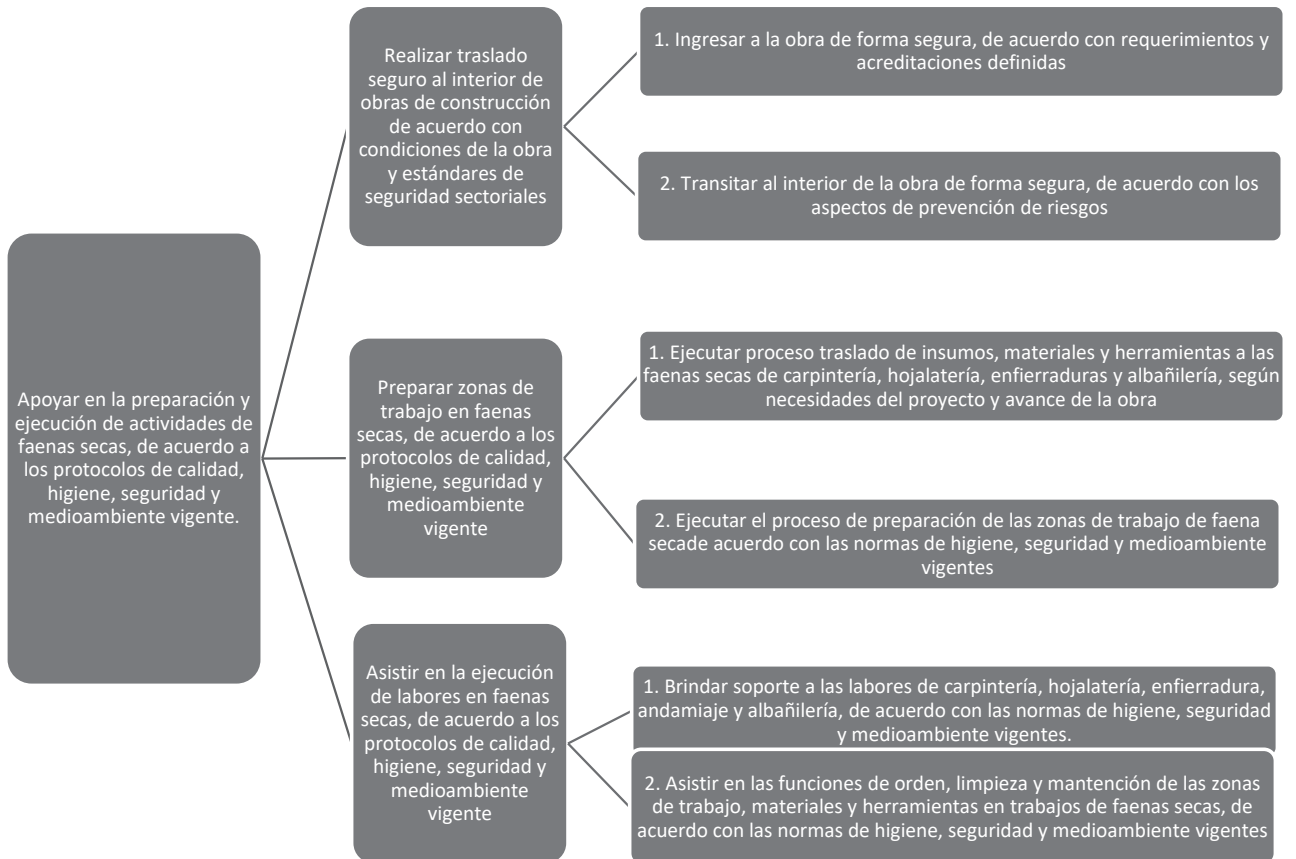 Apoyar en la preparación y
ejecución de actividades de
faenas secas, de acuerdo a
los protocolos de calidad,
higiene, seguridad y
medioambiente vigente.
Realizar traslado
seguro al interior de
obras de construcción
de acuerdo con
condiciones de la obra
y estándares de
seguridad sectoriales
1. Ingresar a la obra de forma segura, de acuerdo con requerimientos y
acreditaciones definidas
2. Transitar al interior de la obra de forma segura, de acuerdo con los
aspectos de prevención de riesgos
Preparar zonas de
trabajo en faenas
secas, de acuerdo a los
protocolos de calidad,
higiene, seguridad y
medioambiente
vigente
1. Ejecutar proceso traslado de insumos, materiales y herramientas a las
faenas secas de carpintería, hojalatería, enfierraduras y albañilería, según
necesidades del proyecto y avance de la obra
2. Ejecutar el proceso de preparación de las zonas de trabajo de faena
secade acuerdo con las normas de higiene, seguridad y medioambiente
vigentes
Asistir en la ejecución
de labores en faenas
secas, de acuerdo a los
protocolos de calidad,
higiene, seguridad y
medioambiente
vigente
1. Brindar soporte a las labores de carpintería, hojalatería, enfierradura,
andamiaje y albañilería, de acuerdo con las normas de higiene, seguridad
y medioambiente vigentes.
2. Asistir en las funciones de orden, limpieza y mantención de las zonas
de trabajo, materiales y herramientas en trabajos de faenas secas, de
acuerdo con las normas de higiene, seguridad y medioambiente vigentes